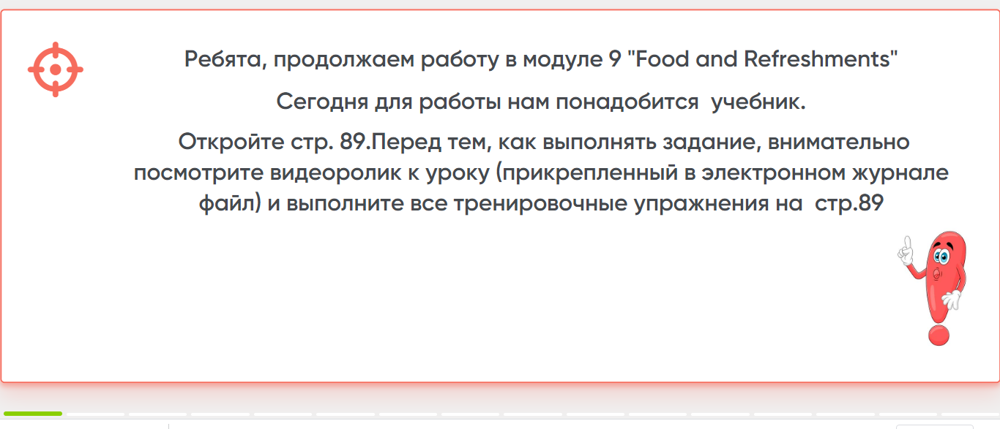 Ребята, продолжаем работу в модуле 9 "Food and Refreshments"
Сегодня для работы нам понадобится  учебник.
Откройте стр. 89.Перед тем, как выполнять задание, внимательно
посмотрите видеоролик к уроку (прикрепленный в электронном журнале
файл) и выполните все тренировочные упражнения на  стр.89